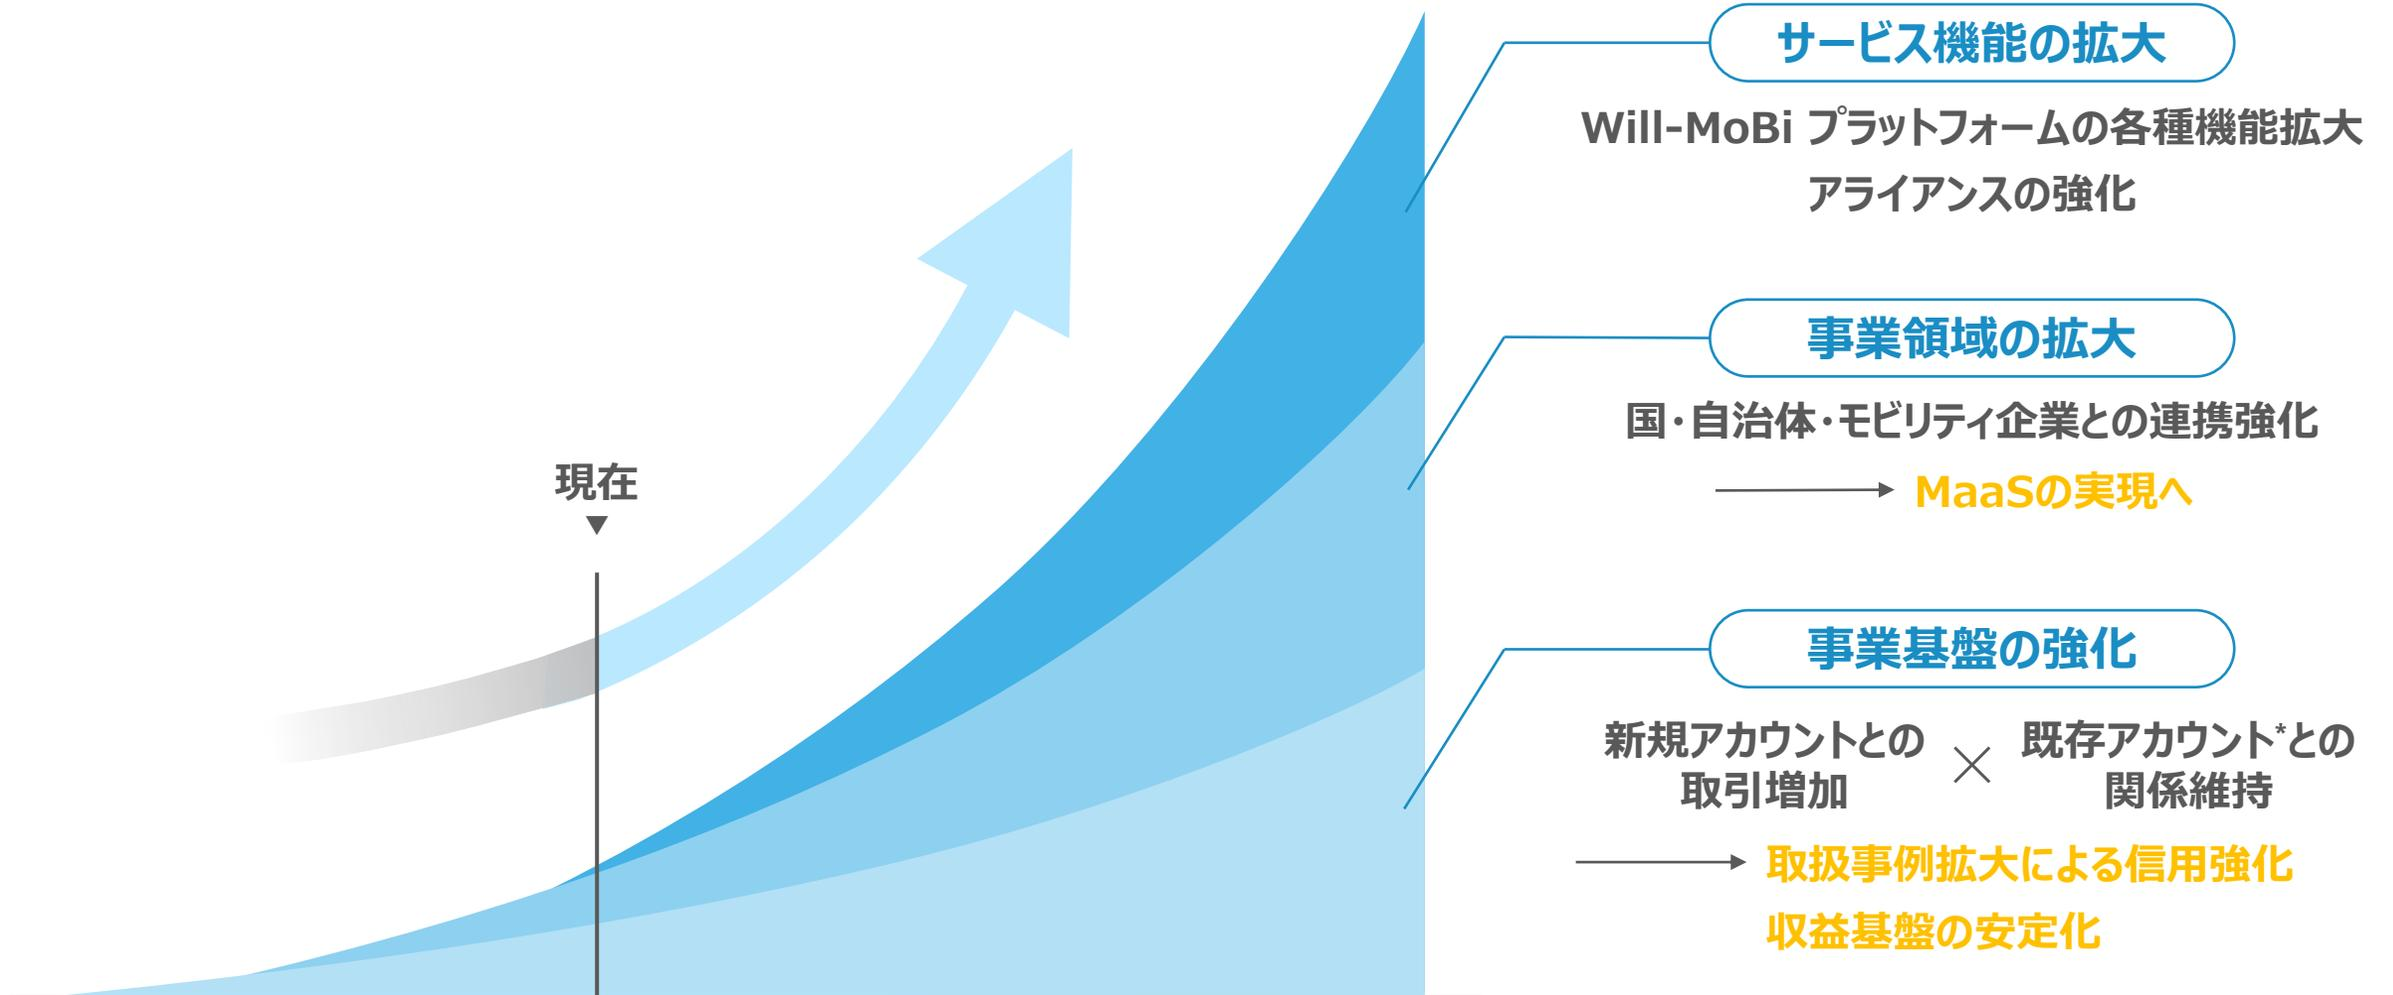 サービス機能の拡大
Will-MoBi プラットフォームの各種機能拡大
アライアンスの強化
事業領域の拡大
国・自治体・モビリティ企業との連携強化
MaaSの実現へ
現在
▼
事業基盤の強化
新規アカウントとの
取引増加
×
既存アカウント*との
関係維持
取扱事例拡大による信用強化
収益基盤の安定化